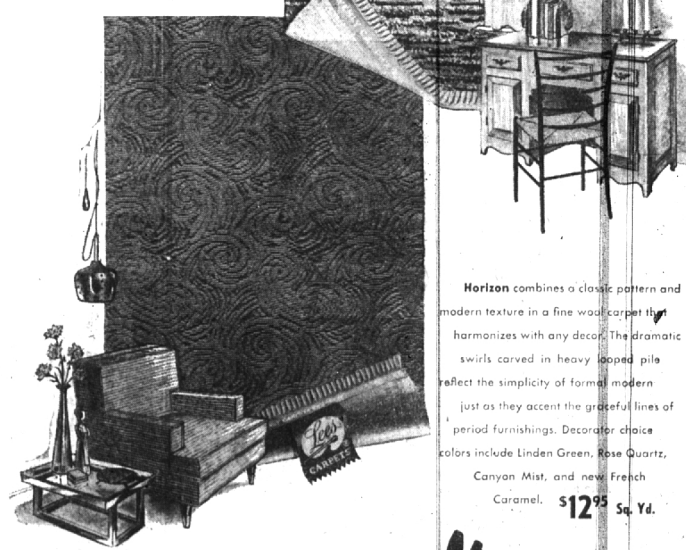 Horizon combines a classic pattern and
modern texture in a fine wool carpet that
harmonizes with any decor. The dramatic
swirls carved in heavy looped pile
reflect the simplicity of formal modern
just as they accent the graceful lines of
period furnishings. Decorator choice
colors include Linden Green, Rose Quartz,
Canyon Mist, and new French
Caramel. $12 95 Sq. Yd.
Lees
CARPETS